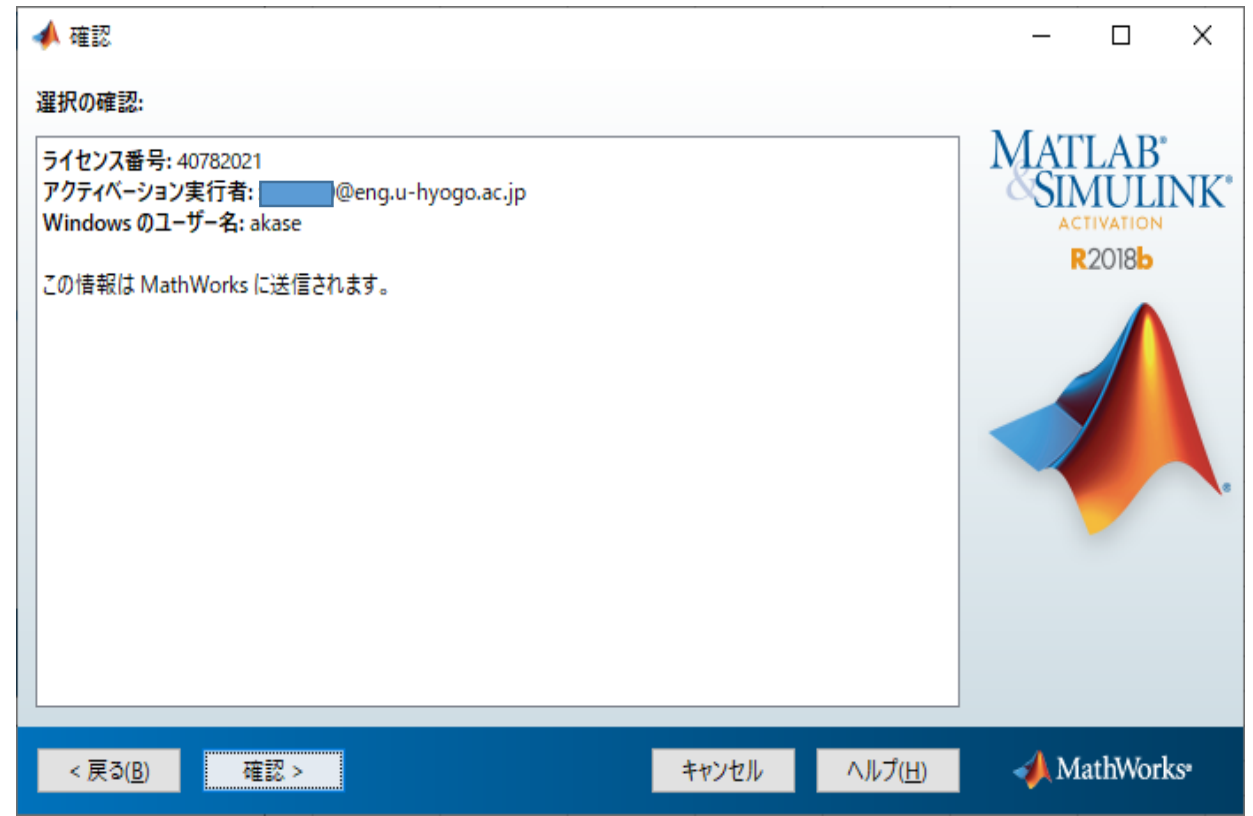 確認
選択の確認:
ライセンス番号: 40782021
アクティベーション実行者: @eng.u-hyogo.ac.jp
Windows のユーザー名: akase
この情報は MathWorks に送信されます。
MATLAB®
&SIMULINK®
ACTIVATION
R2018b
< 戻る(B)
確認 >
キャンセル
ヘルプ(H)
MathWorks®